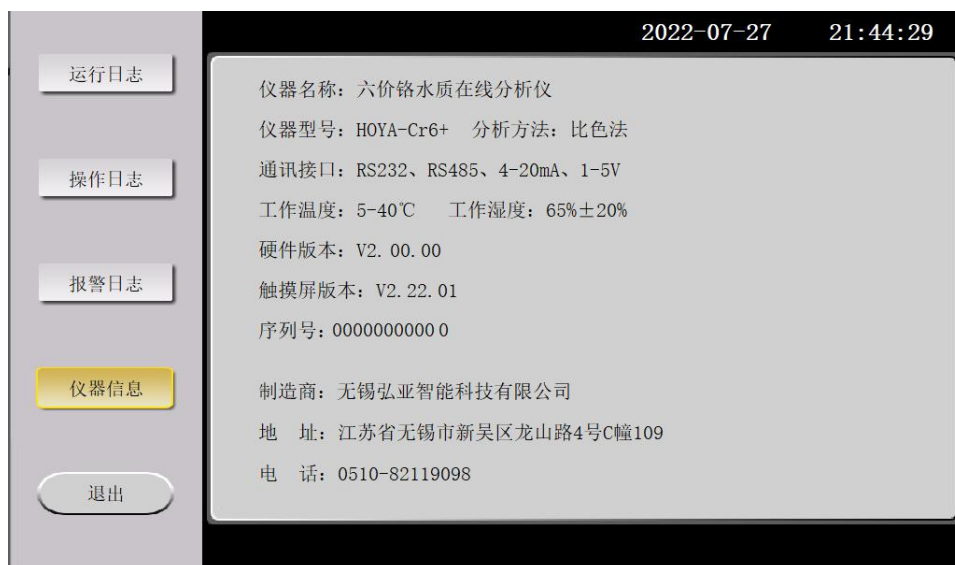 2022-07-27 21:44:29
运行日志
操作日志
报警日志
仪器信息
退出
仪器名称：六价铬水质在线分析仪
仪器型号：HOYA-Cr6+ 分析方法：比色法
通讯接口：RS232、RS485、4-20mA、1-5V
工作温度：5-40℃ 工作湿度：65%±20%
硬件版本：V2.00.00
触摸屏版本：V2.22.01
序列号：00000000000
制造商：无锡弘亚智能科技有限公司
地 址：江苏省无锡市新吴区龙山路4号C幢109
电 话：0510-82119098